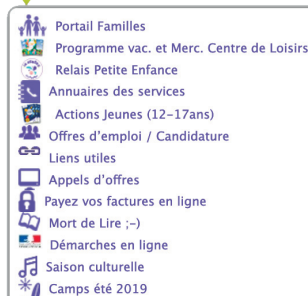 Portail Familles
Programme vac. et Merc. Centre de Loisirs
Relais Petite Enfance
Annuaires des services
Actions Jeunes (12-17ans)
Offres d'emploi / Candidature
Liens utiles
Appels d'offres
Payez vos factures en ligne
Mort de Lire ;-)
Démarches en ligne
Saison culturelle
Camps été 2019